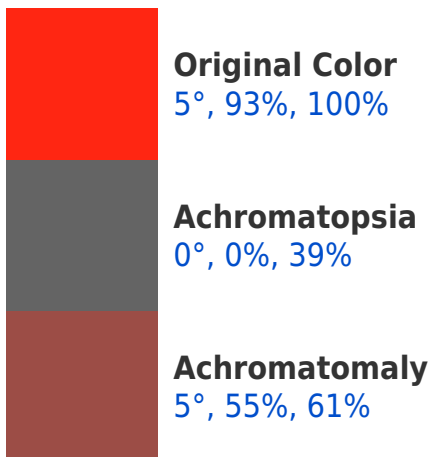 Original Color
5°, 93%, 100%
Achromatopsia
0°, 0%, 39%
Achromatomaly
5°, 55%, 61%